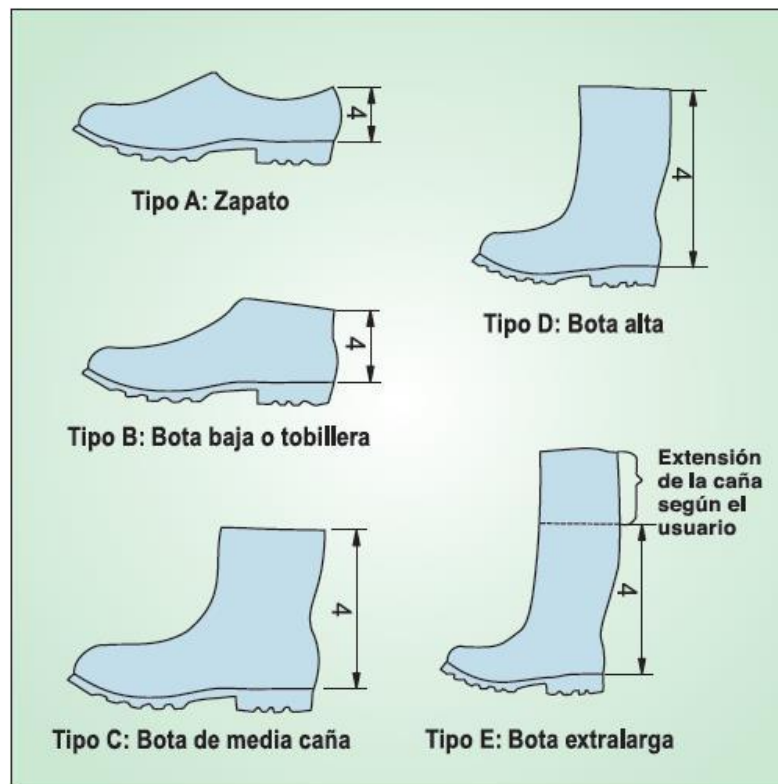 4
Tipo A: Zapato
4
Tipo B: Bota baja o tobillera
4
Tipo C: Bota de media caña
4
Tipo D: Bota alta
Extensión
de la caña
según el
usuario
4
Tipo E: Bota extralarga